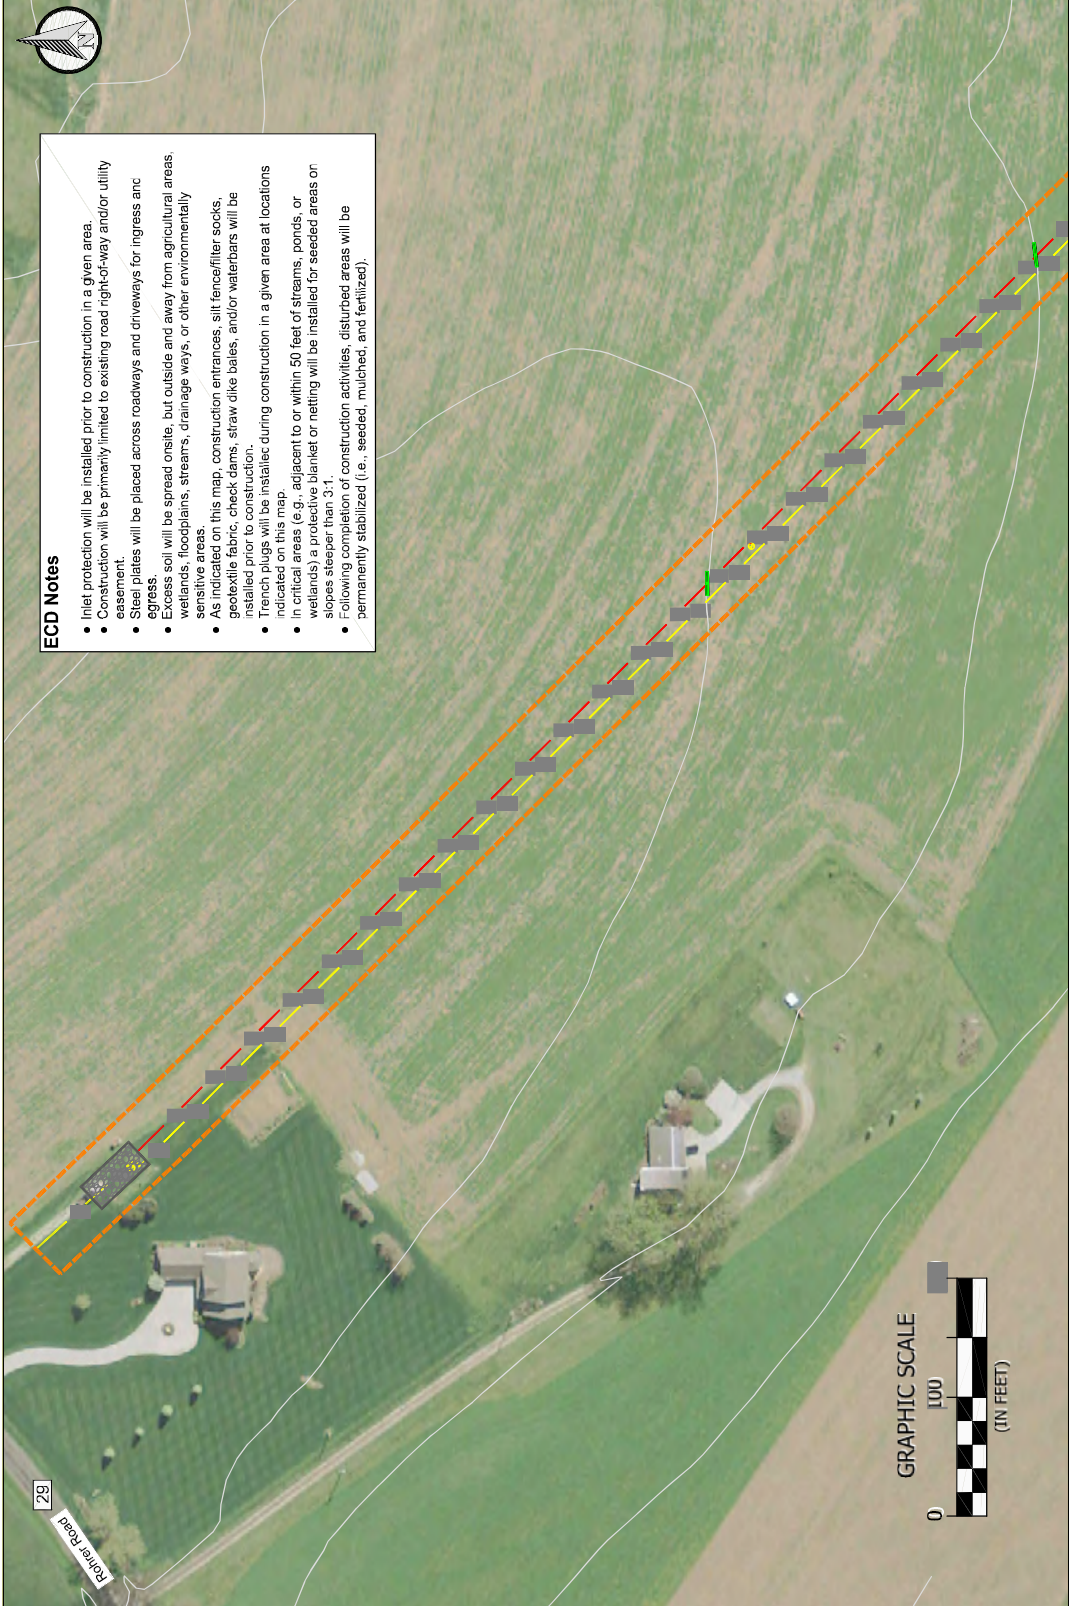 N
ECD Notes
● Inlet protection will be installed prior to construction in a given area.
● Construction will be primarily limited to existing road right-of-way and/or utility
easement.
● Steel plates will be placed across roadways and driveways for ingress and
egress.
● Excess soil will be spread onsite, but outside and away from agricultural areas,
wetlands, floodplains, streams, drainage ways, or other environmentally
sensitive areas.
● As indicated on this map, construction entrances, silt fence/filter socks,
geotextile fabric, check dams, straw dike bales, and/or waterbars will be
installed prior to construction.
● Trench plugs will be installed during construction in a given area at locations
indicated on this map.
● In critical areas (e.g., adjacent to or within 50 feet of streams, ponds, or
wetlands) a protective blanket or netting will be installed for seeded areas on
slopes steeper than 3:1.
● Following completion of construction activities, disturbed areas will be
permanently stabilized (i.e., seeded, mulched, and fertilized).
29
Rohrer Road
GRAPHIC SCALE
0 100
(IN FEET)